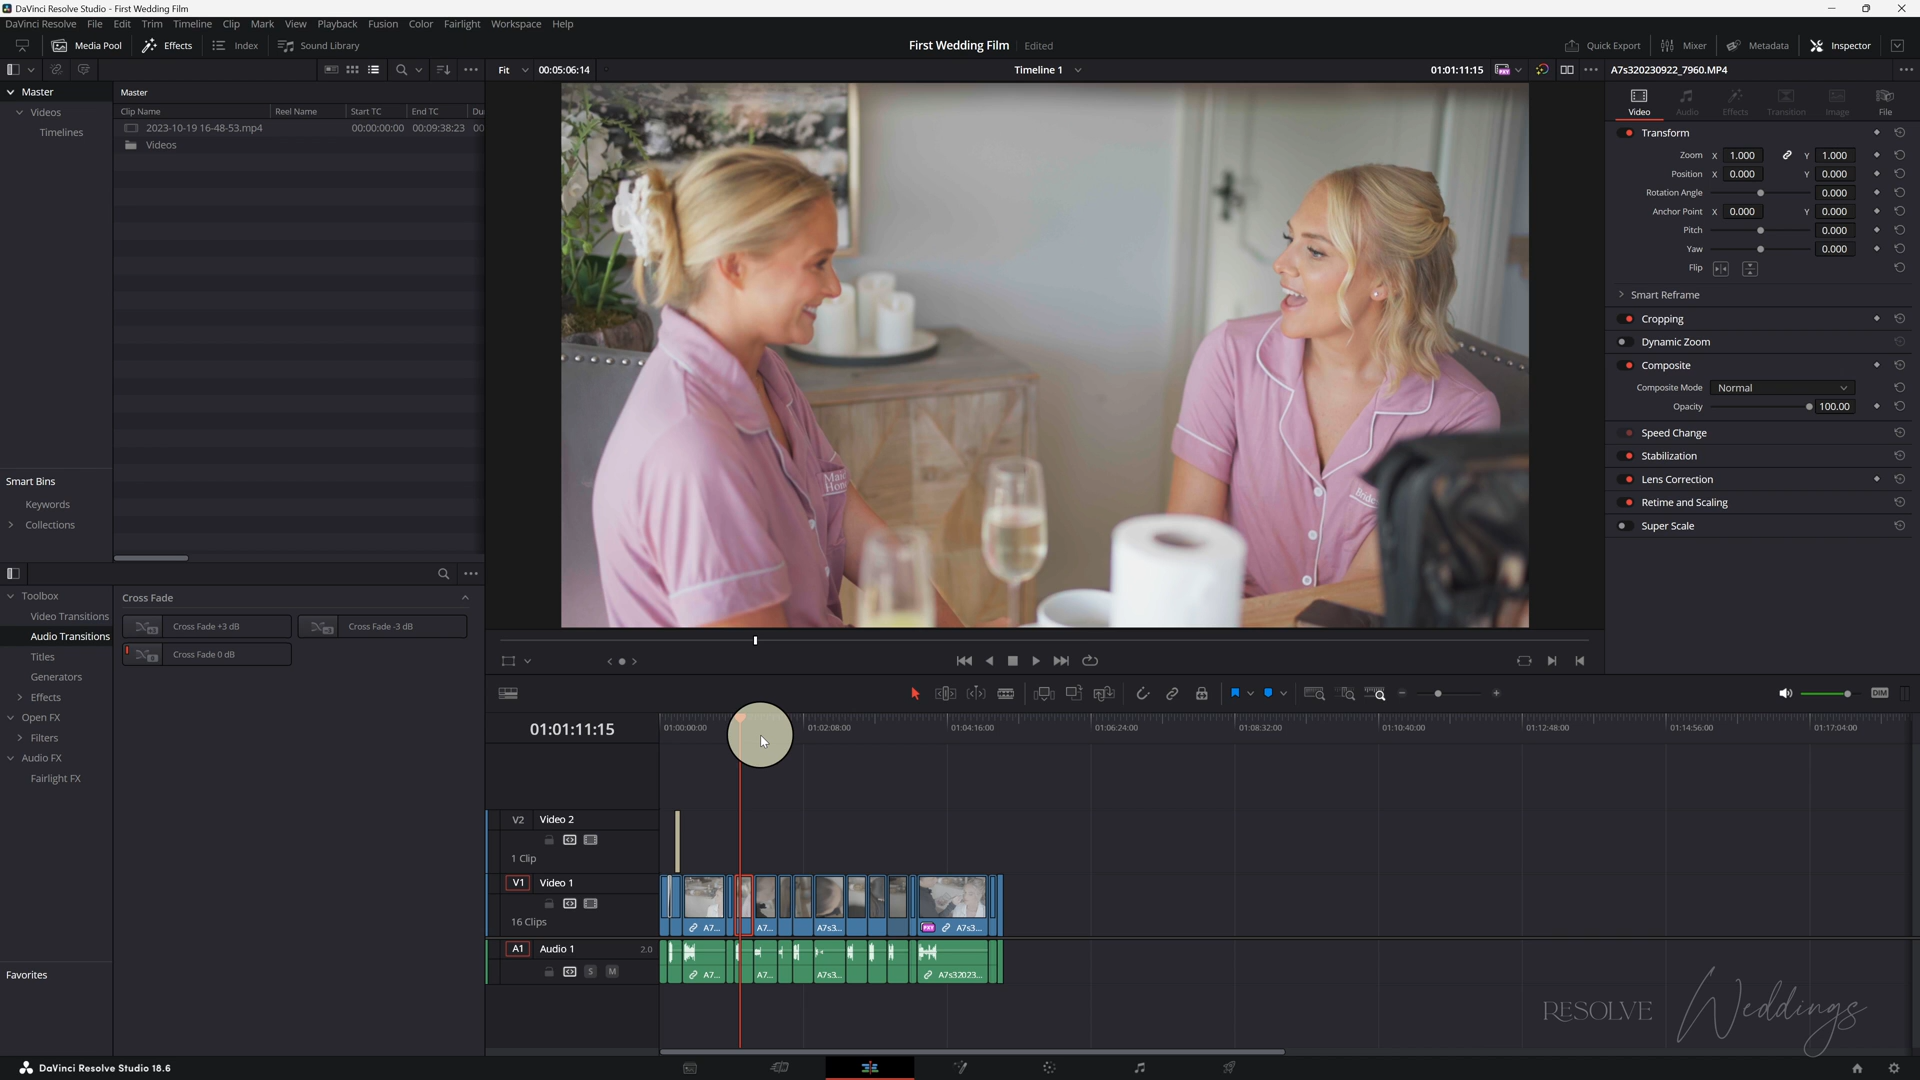 DaVinci Resolve Studio - First Wedding Film
DaVinci Resolve File Edit Trim Timeline Clip Mark View Playback Fusion Color Fairlight Workspace Help
Media Pool Effects Index Sound Library First Wedding Film Edited Quick Export Mixer Metadata Inspector
Fit 00:05:06:14 Timeline 1 01:01:11:15 A7s320230922_7960.MP4
Master Master
Clip Name Reel Name Start TC End TC Du
Videos 2023-10-19 16-48-53.mp4 00:00:00:00 00:09:38:23 00
Timelines Videos
Video Audio Effects Transition Image File
Transform
Zoom X 1.000 Y 1.000
Position X 0.000 Y 0.000
Rotation Angle 0.000
Anchor Point X 0.000 Y 0.000
Pitch 0.000
Yaw 0.000
Flip
Smart Reframe
Cropping
Dynamic Zoom
Composite
Composite Mode Normal
Opacity 100.00
Speed Change
Stabilization
Lens Correction
Retime and Scaling
Super Scale
Smart Bins
Keywords
Collections
Toolbox Cross Fade
Video Transitions Cross Fade +3 dB Cross Fade -3 dB
Audio Transitions
Titles Cross Fade 0 dB
Generators
Effects
Open FX
Filters
Audio FX
Fairlight FX
Favorites
DIM
01:01:11:15 01:00:00:00 01:02:08:00 01:04:16:00 01:06:24:00 01:08:32:00 01:10:40:00 01:12:48:00 01:14:56:00 01:17:04:00
V2 Video 2
1 Clip
V1 Video 1
16 Clips A7... A7... A7s3... A7s3...
A1 Audio 1 2.0
S M A7... A7... A7s3... A7s32023...
RESOLVE Weddings
DaVinci Resolve Studio 18.6